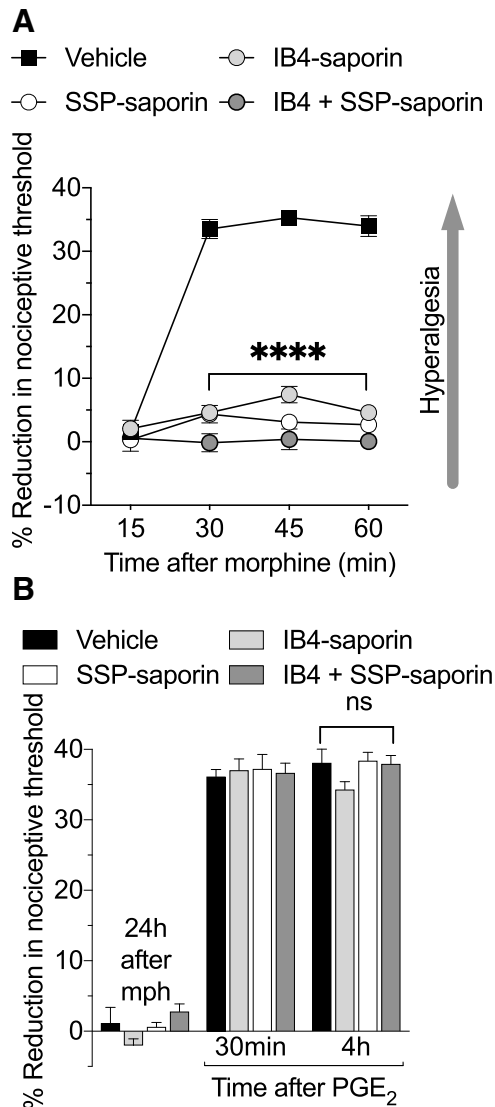 A
Vehicle IB4-saporin
SSP-saporin IB4 + SSP-saporin
% Reduction in nociceptive threshold
40
30
20
10
0
-10
****
Hyperalgesia
15 30 45 60
Time after morphine (min)
B
Vehicle IB4-saporin
SSP-saporin IB4 + SSP-saporin
% Reduction in nociceptive threshold
ns
40
30
20
10
0
24h
after
mph
30min 4h
Time after PGE₂